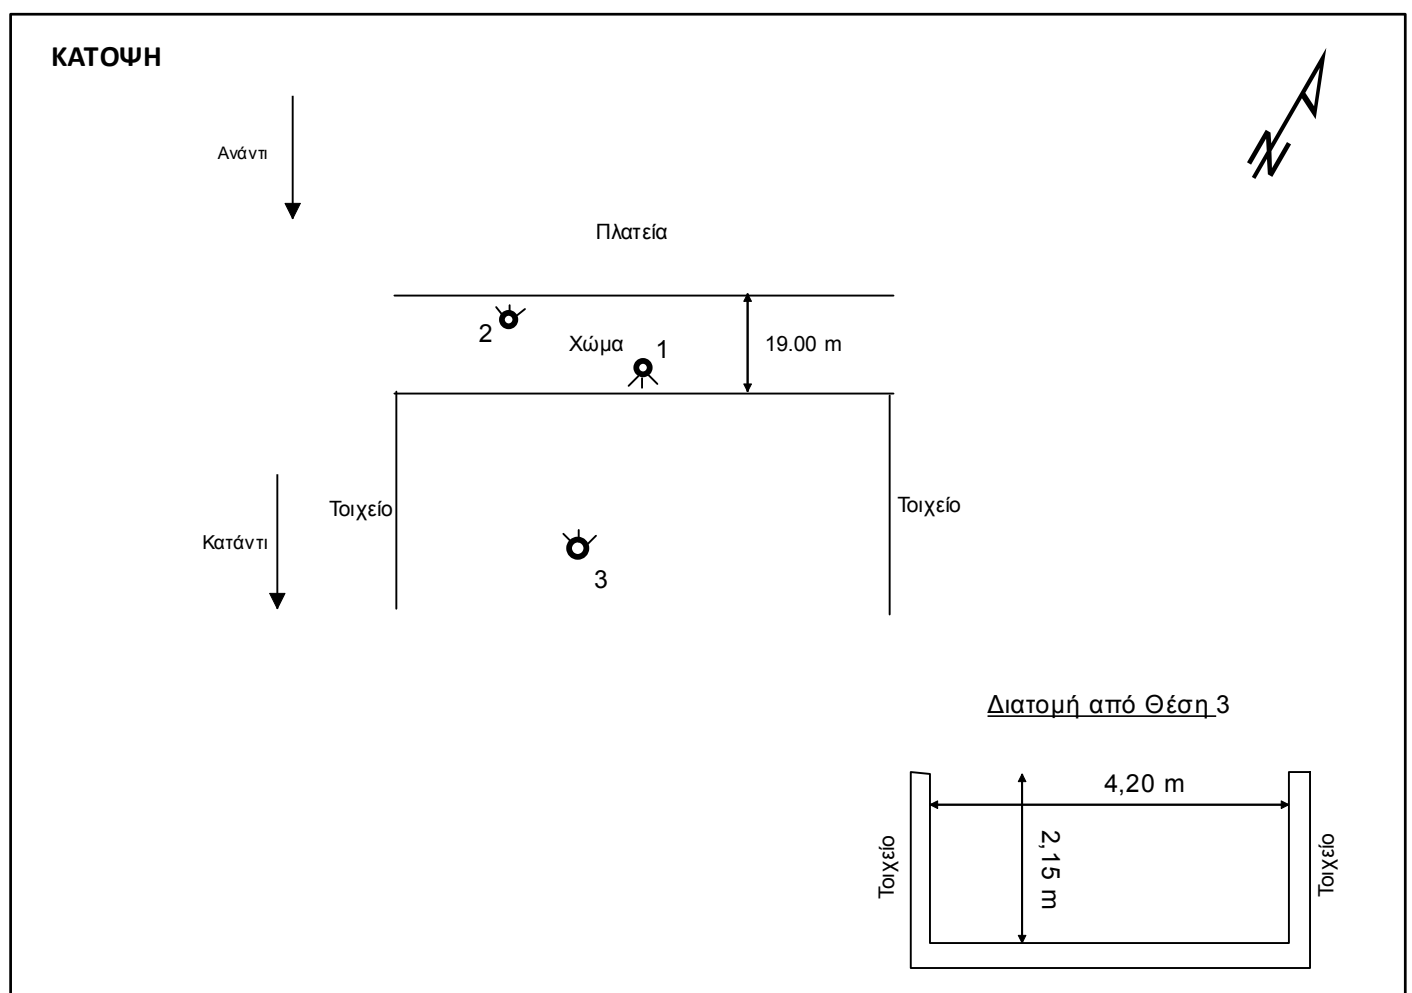 ΚΑΤΟΨΗ
Ανάντι
Πλατεία
2
Χώμα
1
19.00 m
Τοιχείο
Τοιχείο
Κατάντι
3
Διατομή από Θέση 3
4,20 m
2,15 m
Τοιχείο
Τοιχείο
N